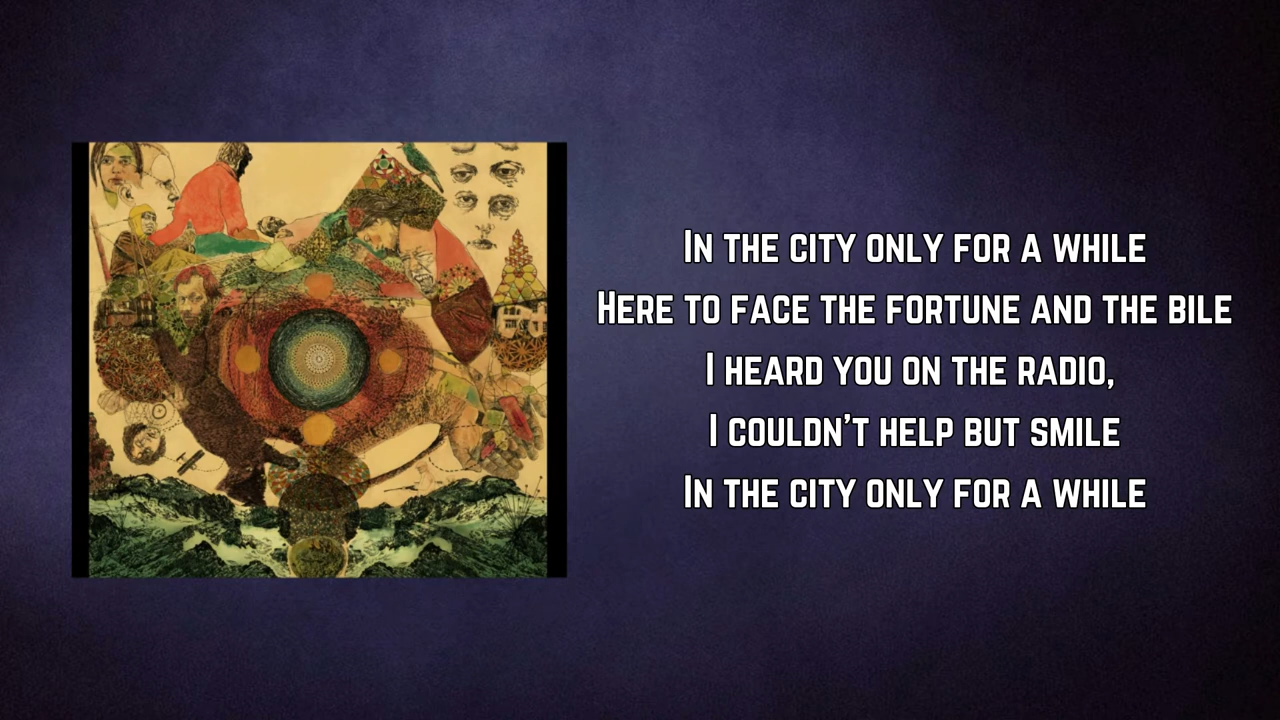 In the city only for a while
Here to face the fortune and the bile
I heard you on the radio,
I couldn't help but smile
In the city only for a while